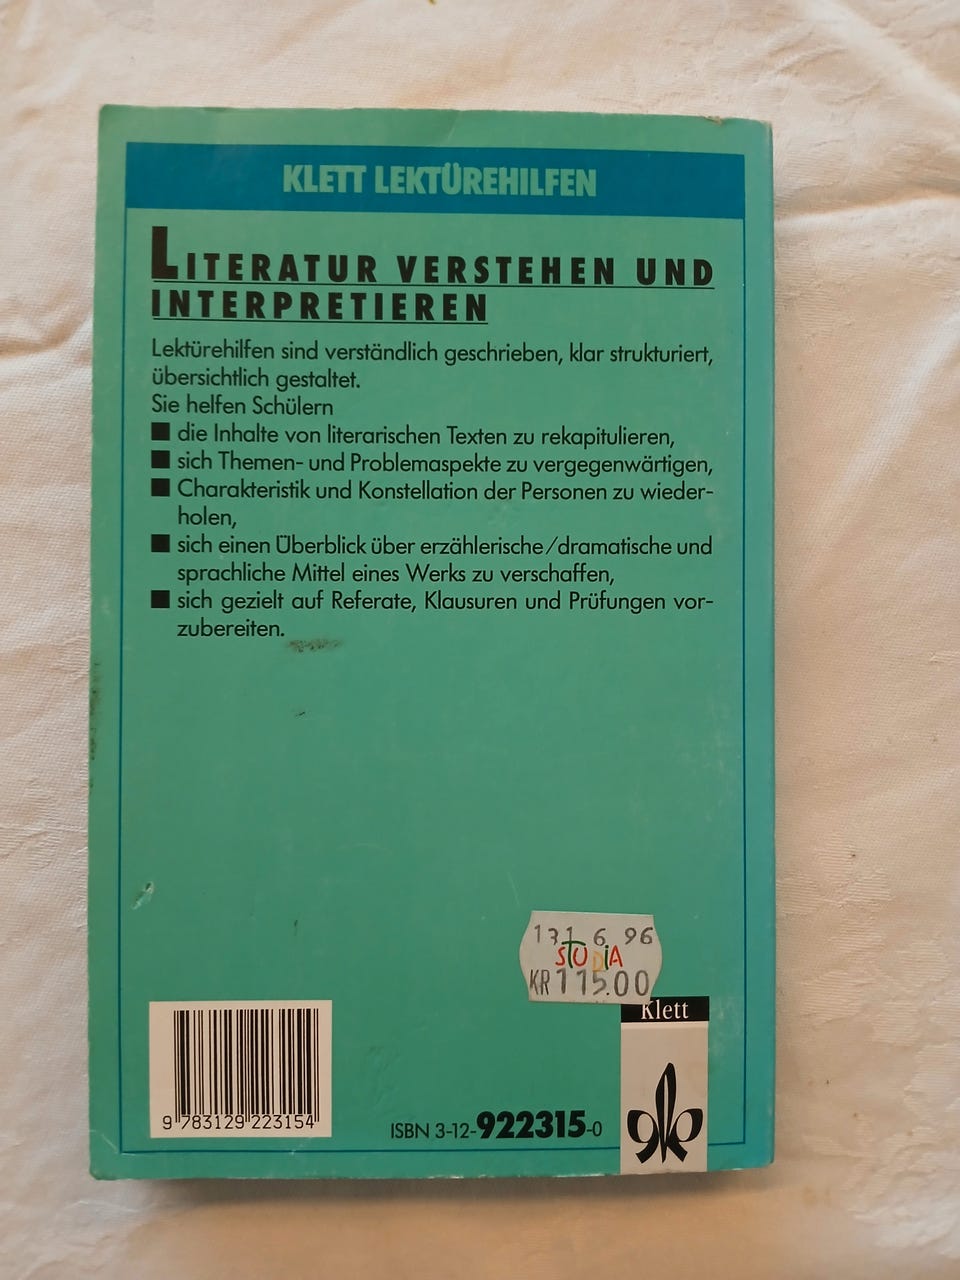 KLETT LEKTÜREHILFEN
LITERATUR VERSTEHEN UND
INTERPRETIEREN
Lektürehilfen sind verständlich geschrieben, klar strukturiert,
übersichtlich gestaltet.
Sie helfen Schülern
■ die Inhalte von literarischen Texten zu rekapitulieren,
■ sich Themen- und Problemaspekte zu vergegenwärtigen,
■ Charakteristik und Konstellation der Personen zu wieder-
holen,
■ sich einen Überblick über erzählerische/dramatische und
sprachliche Mittel eines Werks zu verschaffen,
■ sich gezielt auf Referate, Klausuren und Prüfungen vor-
zubereiten.
131 6 96
STUDIA
KR 115.00
Klett
9 783129 223154
ISBN 3-12-922315-0